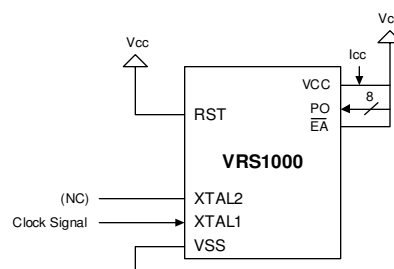 Vc
Vcc
Icc
VCC
8
RST
PO
EA
VRS1000
(NC)
XTAL2
Clock Signal
XTAL1
VSS